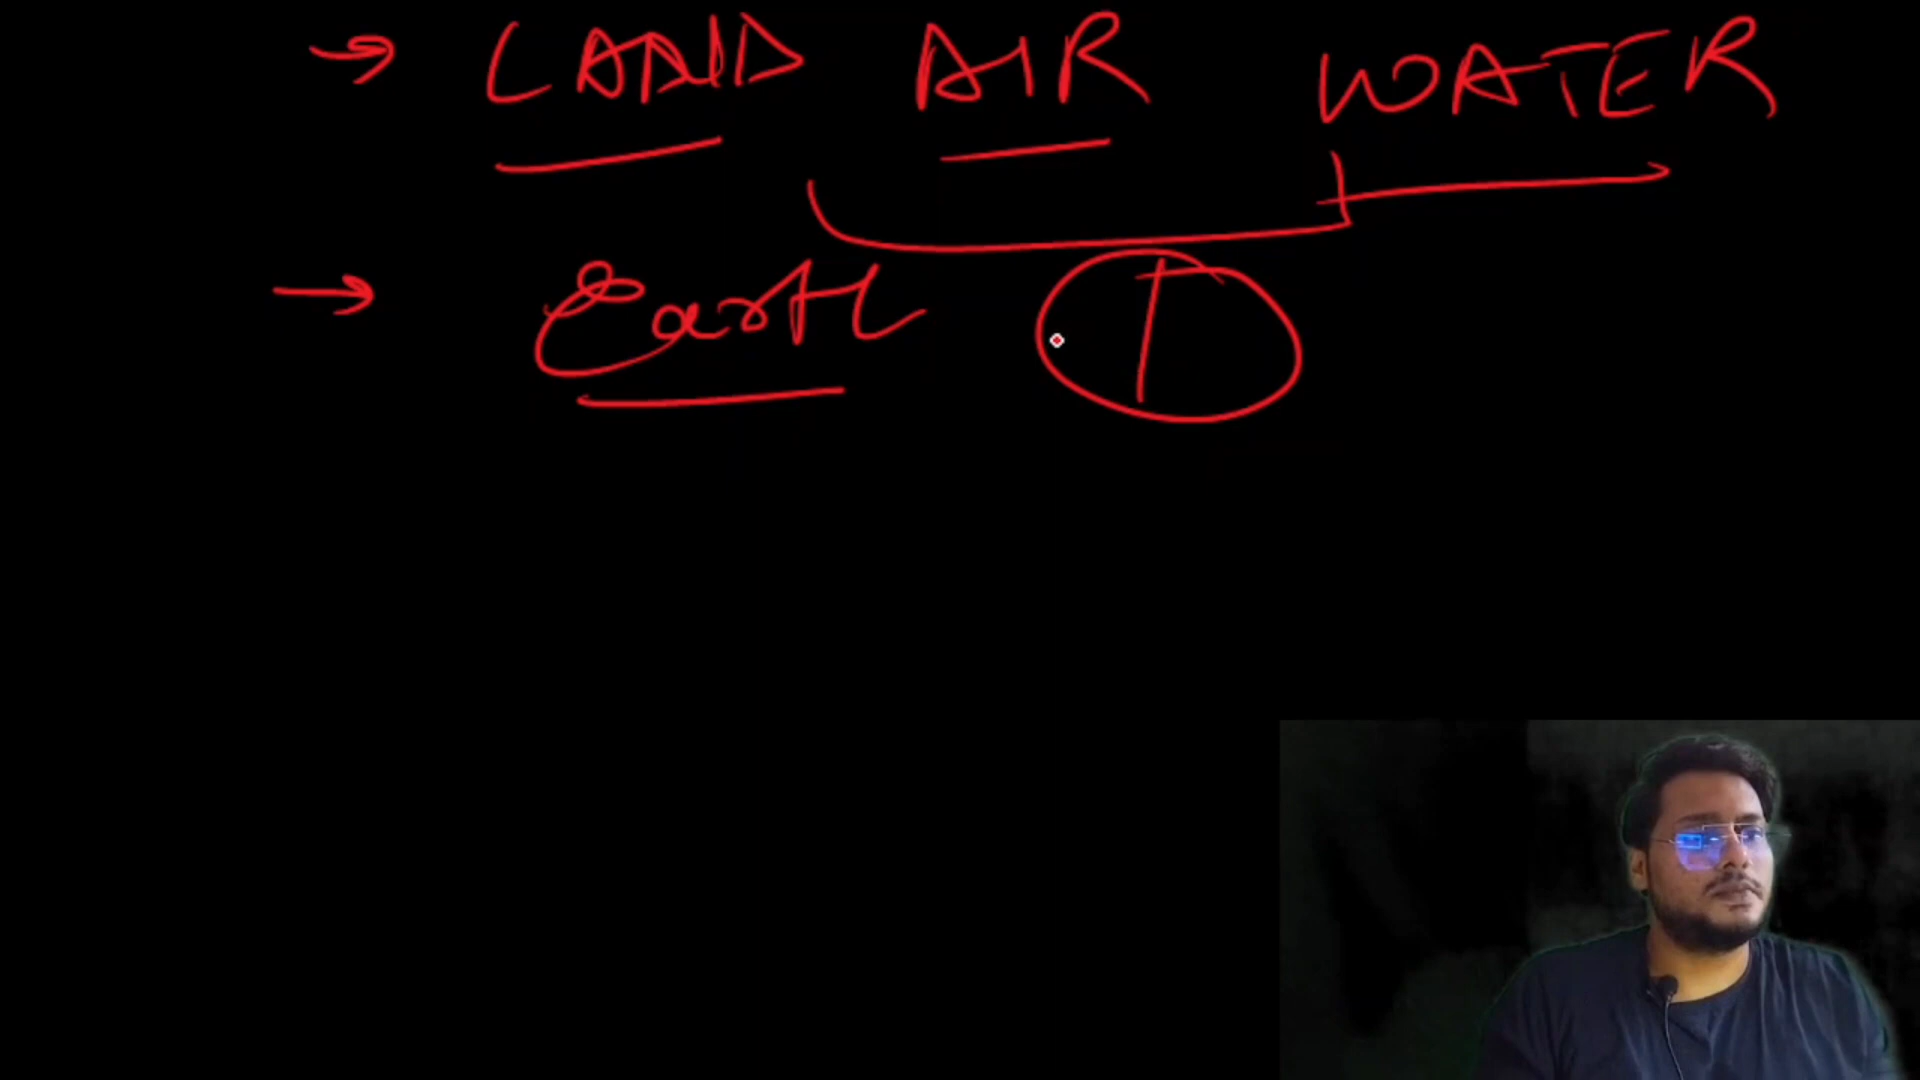 → LAND AIR WATER
→ Earth T